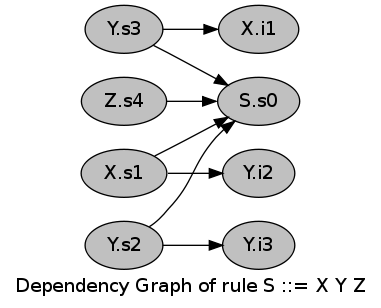 Y.s3 X.i1
Z.s4 S.s0
X.s1 Y.i2
Y.s2 Y.i3
Dependency Graph of rule S ::= X Y Z